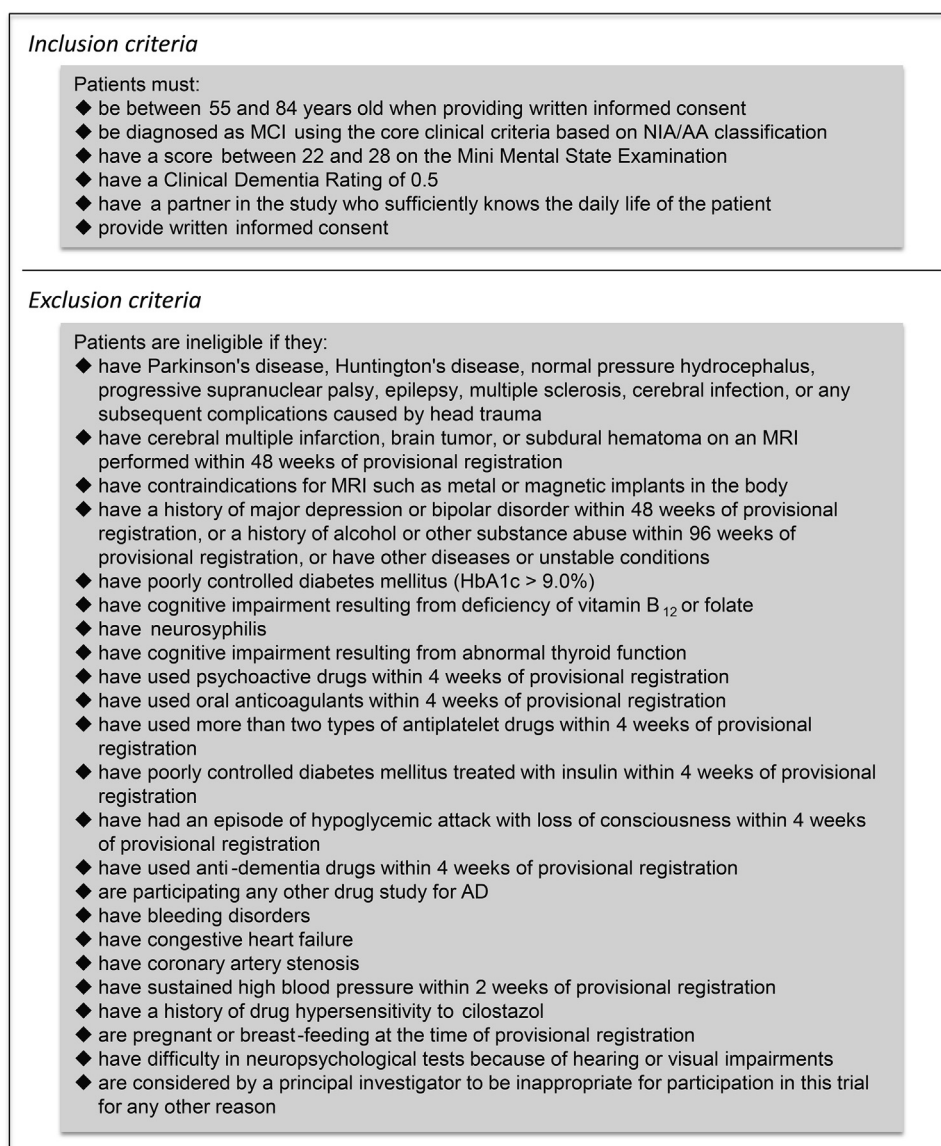 Inclusion criteria
Patients must:
◆ be between 55 and 84 years old when providing written informed consent
◆ be diagnosed as MCI using the core clinical criteria based on NIA/AA classification
◆ have a score between 22 and 28 on the Mini Mental State Examination
◆ have a Clinical Dementia Rating of 0.5
◆ have a partner in the study who sufficiently knows the daily life of the patient
◆ provide written informed consent
Exclusion criteria
Patients are ineligible if they:
◆ have Parkinson's disease, Huntington's disease, normal pressure hydrocephalus,
progressive supranuclear palsy, epilepsy, multiple sclerosis, cerebral infection, or any
subsequent complications caused by head trauma
◆ have cerebral multiple infarction, brain tumor, or subdural hematoma on an MRI
performed within 48 weeks of provisional registration
◆ have contraindications for MRI such as metal or magnetic implants in the body
◆ have a history of major depression or bipolar disorder within 48 weeks of provisional
registration, or a history of alcohol or other substance abuse within 96 weeks of
provisional registration, or have other diseases or unstable conditions
◆ have poorly controlled diabetes mellitus (HbA1c > 9.0%)
◆ have cognitive impairment resulting from deficiency of vitamin B12 or folate
◆ have neurosyphilis
◆ have cognitive impairment resulting from abnormal thyroid function
◆ have used psychoactive drugs within 4 weeks of provisional registration
◆ have used oral anticoagulants within 4 weeks of provisional registration
◆ have used more than two types of antiplatelet drugs within 4 weeks of provisional
registration
◆ have poorly controlled diabetes mellitus treated with insulin within 4 weeks of provisional
registration
◆ have had an episode of hypoglycemic attack with loss of consciousness within 4 weeks
of provisional registration
◆ have used anti-dementia drugs within 4 weeks of provisional registration
◆ are participating any other drug study for AD
◆ have bleeding disorders
◆ have congestive heart failure
◆ have coronary artery stenosis
◆ have sustained high blood pressure within 2 weeks of provisional registration
◆ have a history of drug hypersensitivity to cilostazol
◆ are pregnant or breast-feeding at the time of provisional registration
◆ have difficulty in neuropsychological tests because of hearing or visual impairments
◆ are considered by a principal investigator to be inappropriate for participation in this trial
for any other reason